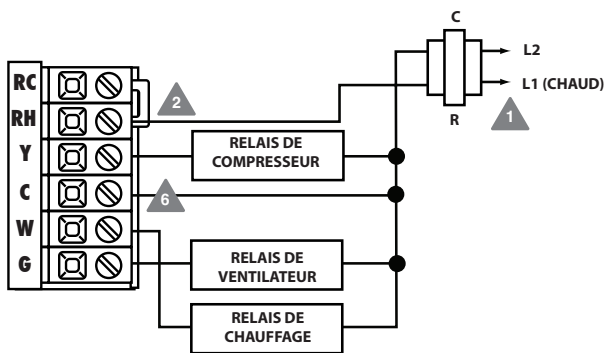 C
L2
RC
2
L1 (CHAUD)
RH
R
1
Y
RELAIS DE
COMPRESSEUR
C
6
W
G
RELAIS DE
VENTILATEUR
RELAIS DE
CHAUFFAGE